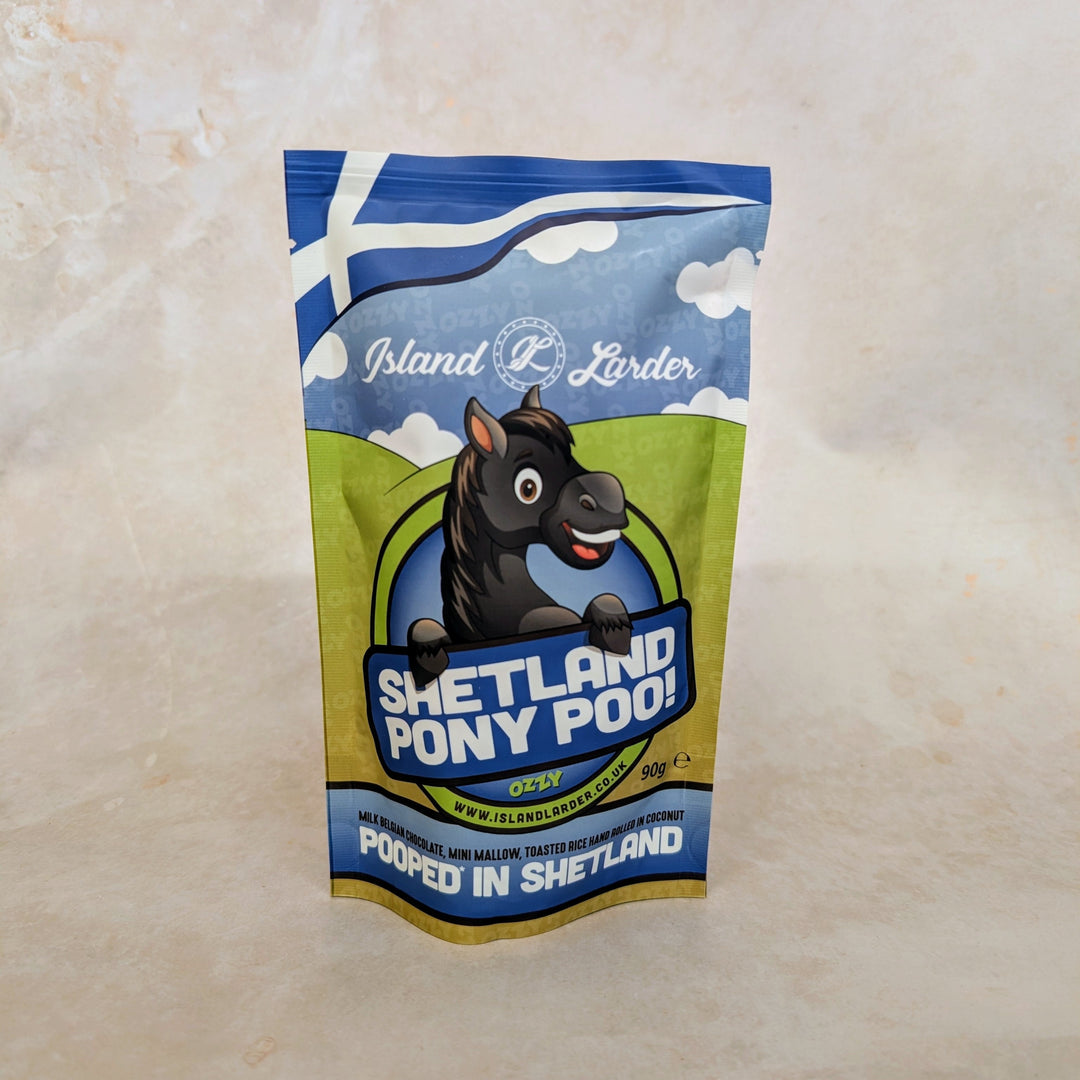 Island IL Larder
SHETLAND
PONY POO!
OZZY
90g ℮
WWW.ISLANDLARDER.CO.UK
MILK BELGIAN CHOCOLATE, MINI MALLOW, TOASTED RICE HAND ROLLED IN COCONUT
POOPED* IN SHETLAND